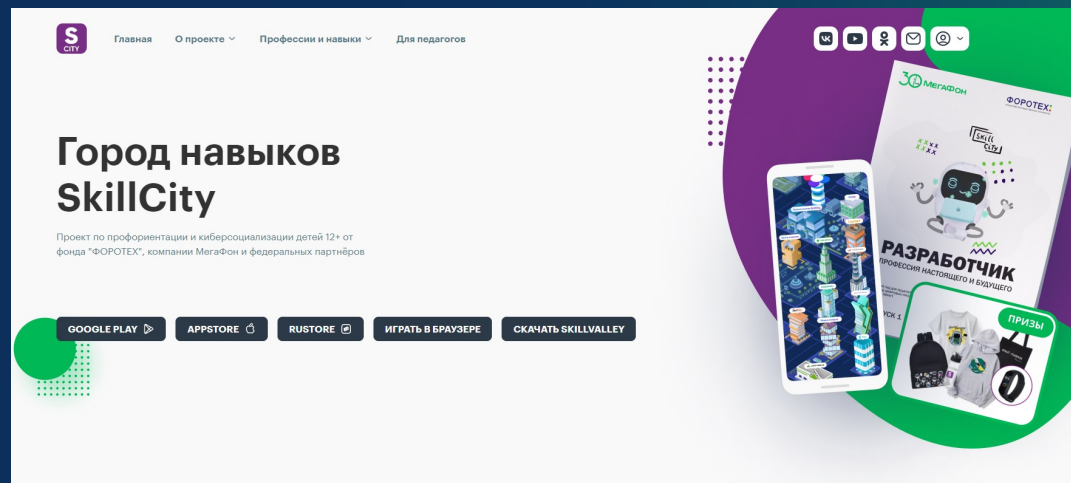 S
CITY
Главная
О проекте
Профессии и навыки
Для педагогов
Город навыков
SkillCity
Проект по профориентации и киберсоциализации детей 12+ от
фонда "ФОРОТЕХ", компании МегаФон и федеральных партнёров
GOOGLE PLAY
APPSTORE
RUSTORE
ИГРАТЬ В БРАУЗЕРЕ
СКАЧАТЬ SKILLVALLEY
30 МЕГАФОН
ФОРОТЕХ
Skill
City
РАЗРАБОТЧИК
ПРОФЕССИЯ НАСТОЯЩЕГО И БУДУЩЕГО
ПРИЗЫ